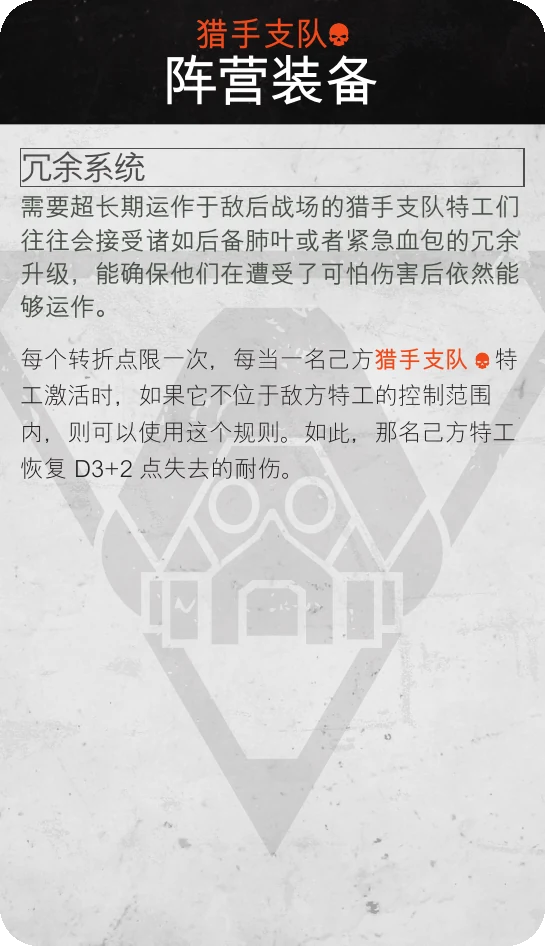 猎手支队
阵营装备
冗余系统
需要超长期运作于敌后战场的猎手支队特工们
往往会接受诸如后备肺叶或者紧急血包的冗余
升级，能确保他们在遭受了可怕伤害后依然能
够运作。
每个转折点限一次，每当一名己方猎手支队特
工激活时，如果它不位于敌方特工的控制范围
内，则可以使用这个规则。如此，那名己方特工
恢复 D3+2 点失去的耐伤。